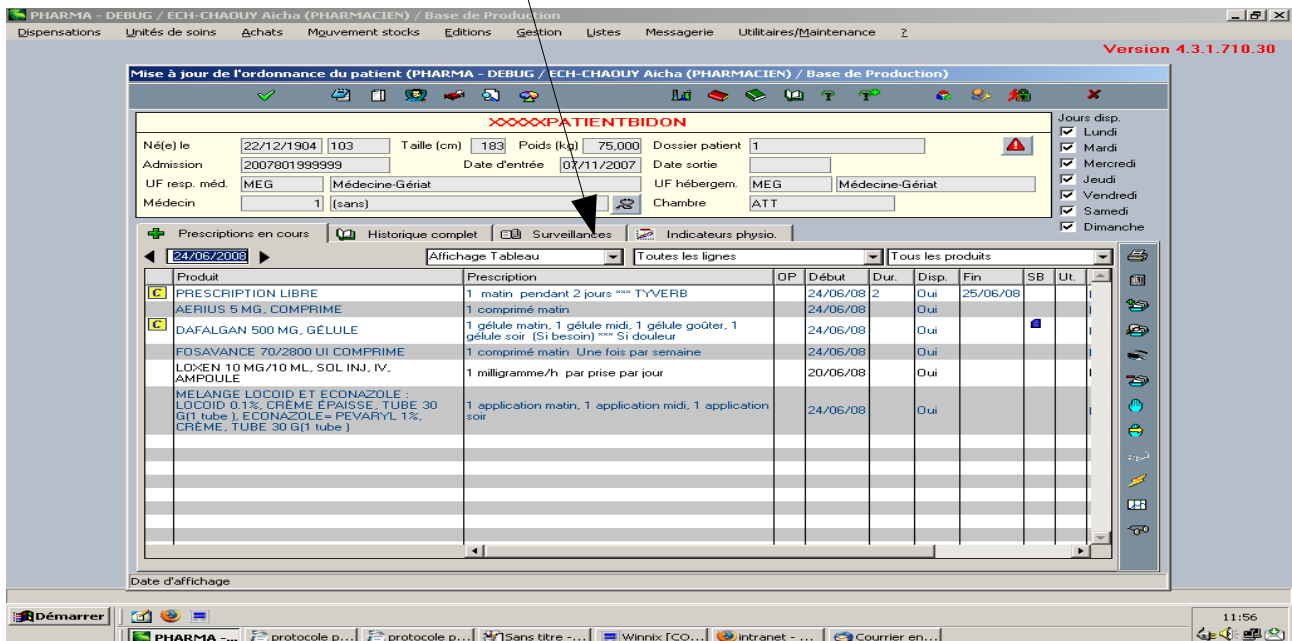 PHARMA - DEBUG / ECH-CHAOUY Aicha (PHARMACIEN) / Base de Production
Dispensations Unités de soins Achats Mouvement stocks Editions Gestion Listes Messagerie Utilitaires/Maintenance ?
Version 4.3.1.710.30
Mise à jour de l'ordonnance du patient (PHARMA - DEBUG / ECH-CHAOUY Aicha (PHARMACIEN) / Base de Production)
XXXXXPATIENTBIDON
Jours disp.
Lundi
Né(e) le 22/12/1904 103 Taille (cm) 183 Poids (kg) 75,000 Dossier patient 1
Mardi
Admission 2007801999999 Date d'entrée 07/11/2007 Date sortie
Mercredi
UF resp. méd. MEG Médecine-Gériat UF hébergem. MEG Médecine-Gériat
Jeudi
Vendredi
Médecin 1 (sans) Chambre ATT
Samedi
Dimanche
Prescriptions en cours Historique complet Surveillances Indicateurs physio.
24/06/2008 Affichage Tableau Toutes les lignes Tous les produits
Produit Prescription OP Début Dur. Disp. Fin SB Ut.
C PRESCRIPTION LIBRE 1 matin pendant 2 jours *** TYVERB 24/06/08 2 Oui 25/06/08
AERIUS 5 MG, COMPRIME 1 comprimé matin 24/06/08 Oui
C DAFALGAN 500 MG, GÉLULE 1 gélule matin, 1 gélule midi, 1 gélule goûter, 1 24/06/08 Oui
gélule soir (Si besoin) *** Si douleur
FOSAVANCE 70/2800 UI COMPRIME 1 comprimé matin Une fois par semaine 24/06/08 Oui
LOXEN 10 MG/10 ML, SOL INJ, IV, 1 milligramme/h par prise par jour 20/06/08 Oui
AMPOULE
MELANGE LOCOID ET ECONAZOLE :
LOCOID 0.1%, CRÈME ÉPAISSE, TUBE 30 1 application matin, 1 application midi, 1 application 24/06/08 Oui
G(1 tube ), ECONAZOLE= PEVARYL 1%, soir
CRÈME, TUBE 30 G(1 tube )
Date d'affichage
Démarrer 11:56
PHARMA -... protocole p... protocole p... Sans titre -... Winnix [CO... intranet - ... Courrier en...